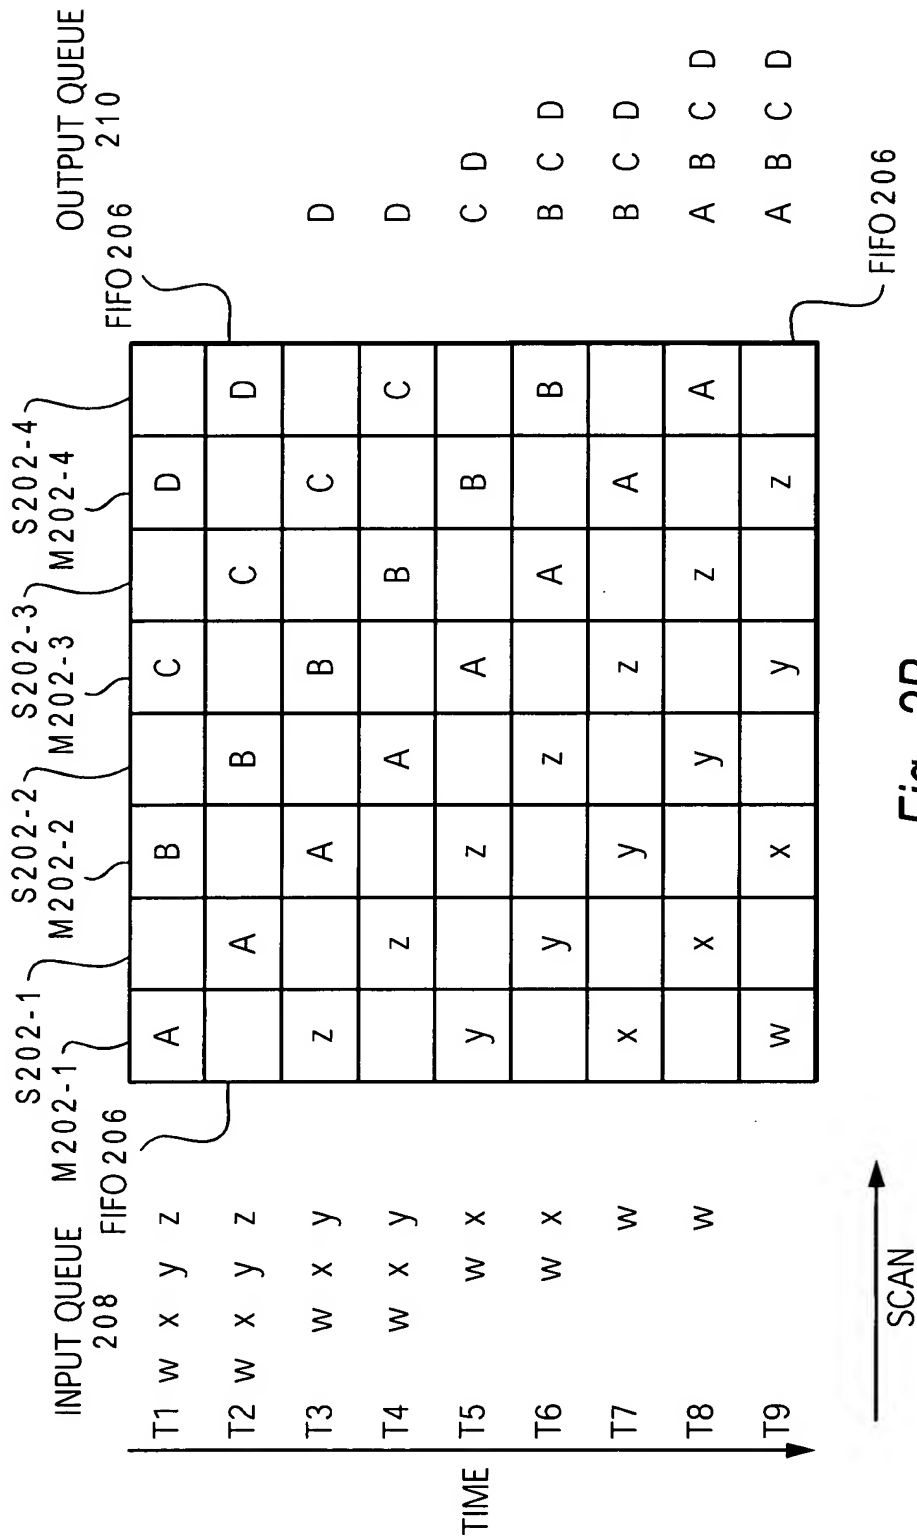 INPUT QUEUE
208
OUTPUT QUEUE
210
S202-1
M202-1
S202-2
M202-2
S202-3
M202-3
S202-4
M202-4
FIFO 206
FIFO 206
T1 w x y z A B C D
T2 w x y z A B C D
T3 w x y z A B C D
T4 w x y z A B C D
T5 w x y z A B C D
T6 w x y z A B C D
T7 w x y z A B C D
T8 w x y z A B C D
T9 w x y z A B C D
FIFO 206
TIME
SCAN
Fig